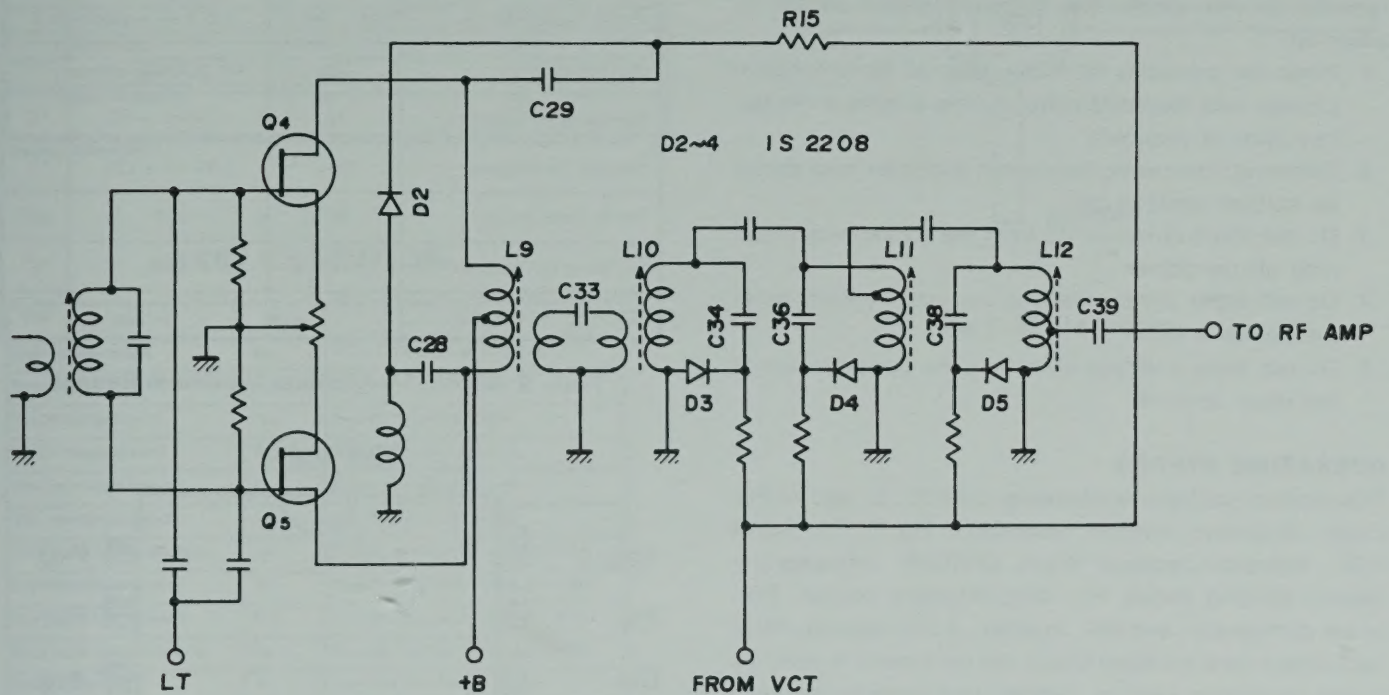 R15
C29
Q4
D2~4 1S 2208
D2
L9
L10
L11
L12
C33
C34
C36
C38
C39
C28
TO RF AMP
D3
D4
D5
Q5
LT
+B
FROM VCT